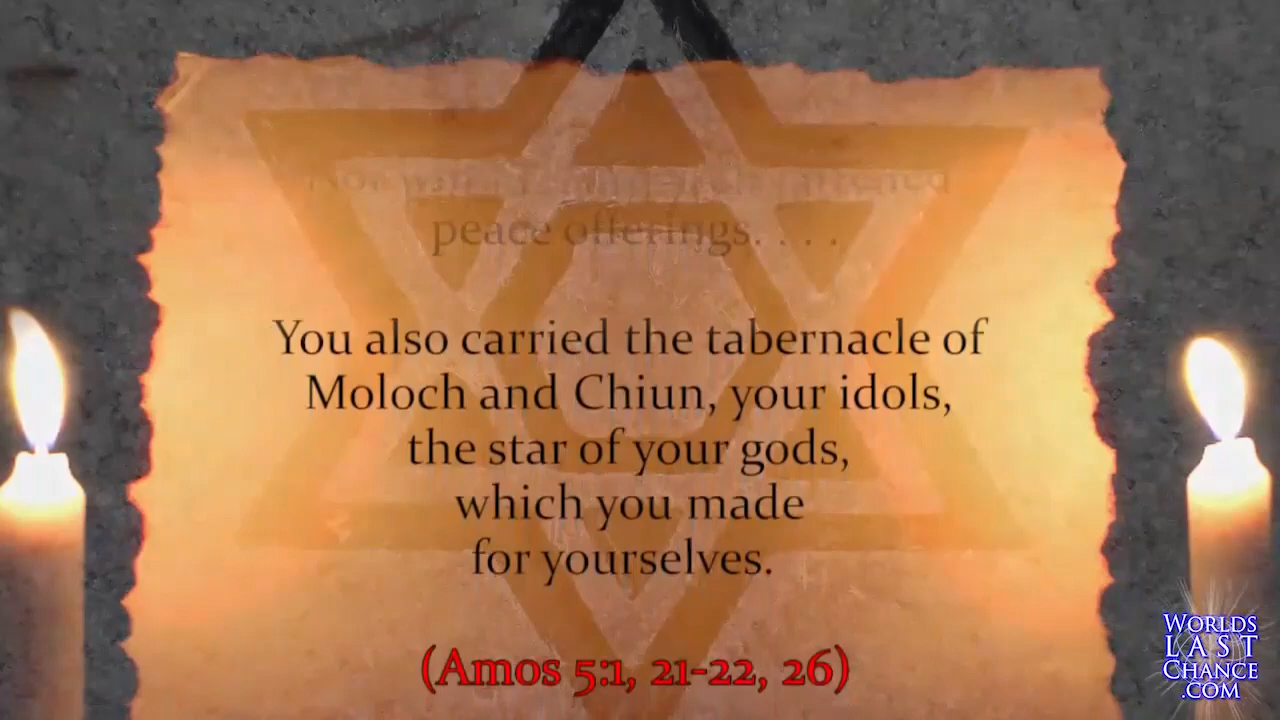 peace offerings. . . .
You also carried the tabernacle of
Moloch and Chiun, your idols,
the star of your gods,
which you made
for yourselves.
(Amos 5:1, 21-22, 26)
WORLDS
LAST
CHANCE
.COM